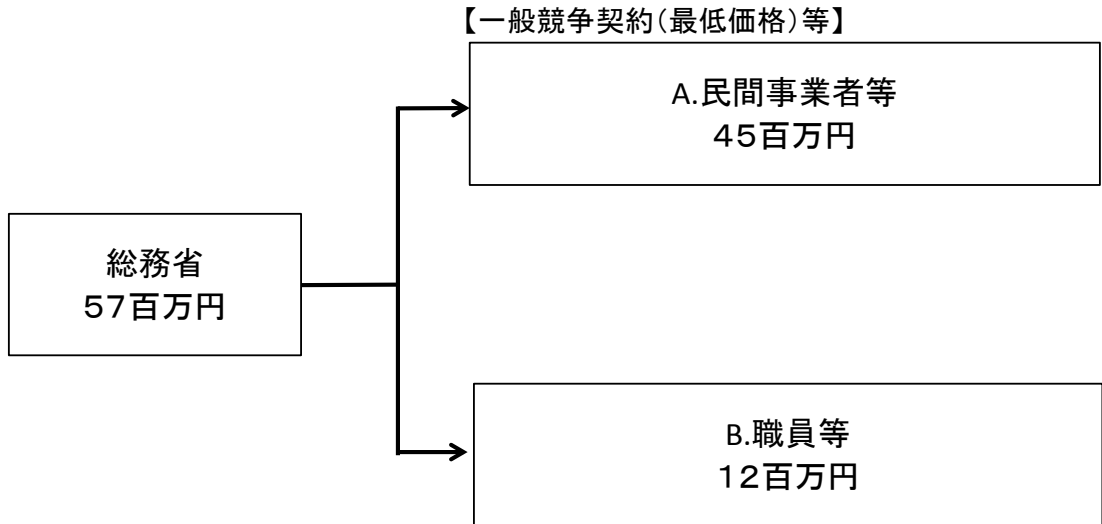 【一般競争契約(最低価格)等】
A.民間事業者等
45百万円
総務省
57百万円
B.職員等
12百万円